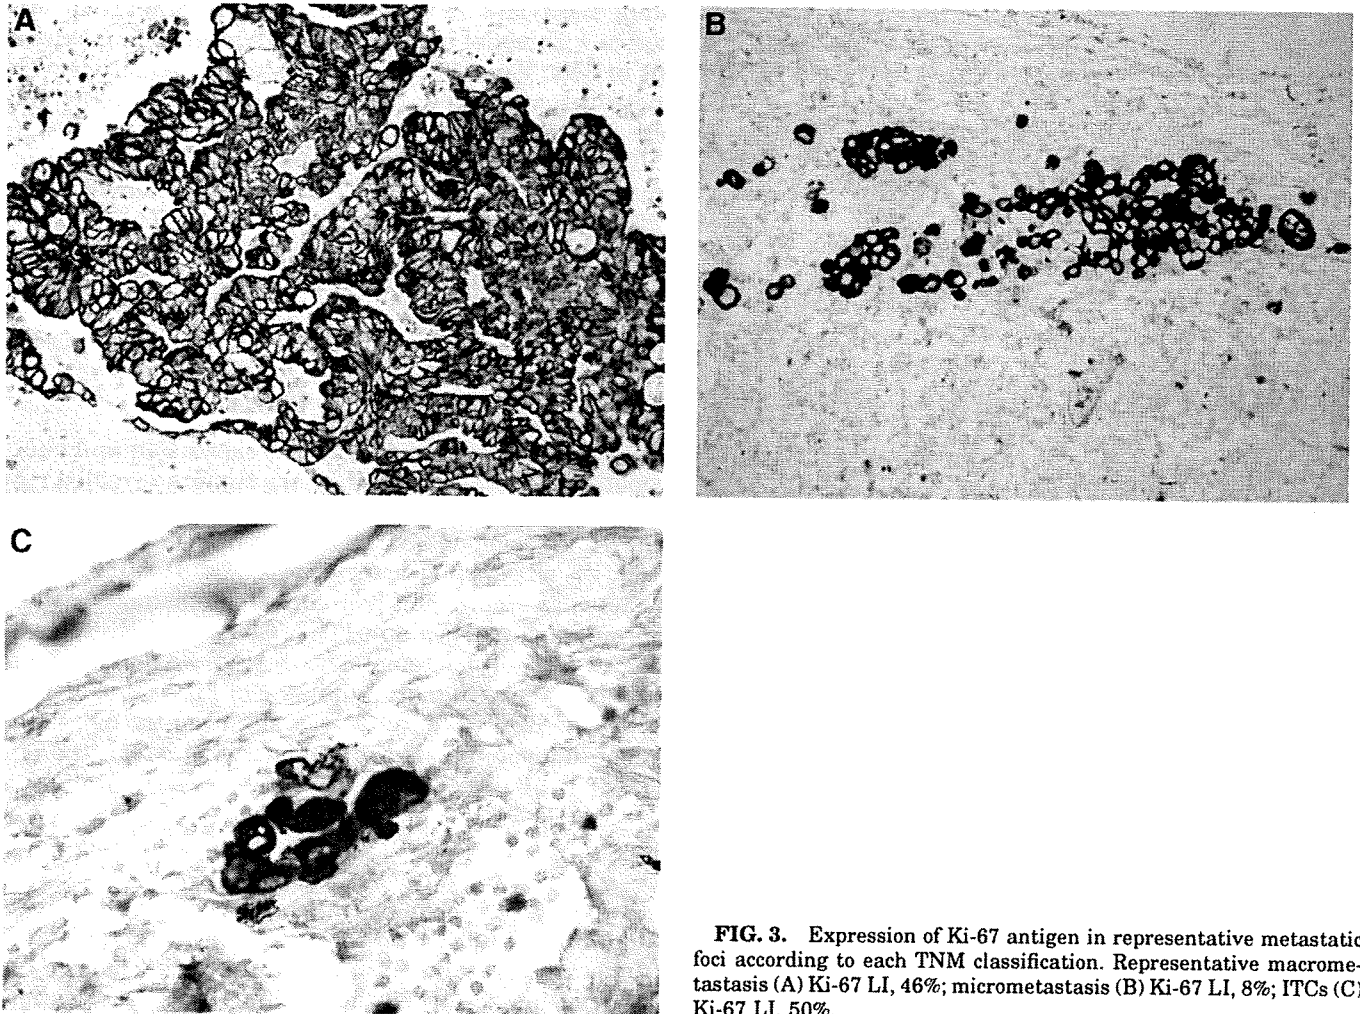 A
B
C
FIG. 3. Expression of Ki-67 antigen in representative metastatic
foci according to each TNM classification. Representative macrome-
tastasis (A) Ki-67 LI, 46%; micrometastasis (B) Ki-67 LI, 8%; ITCs (C)
Ki-67 LI, 50%.